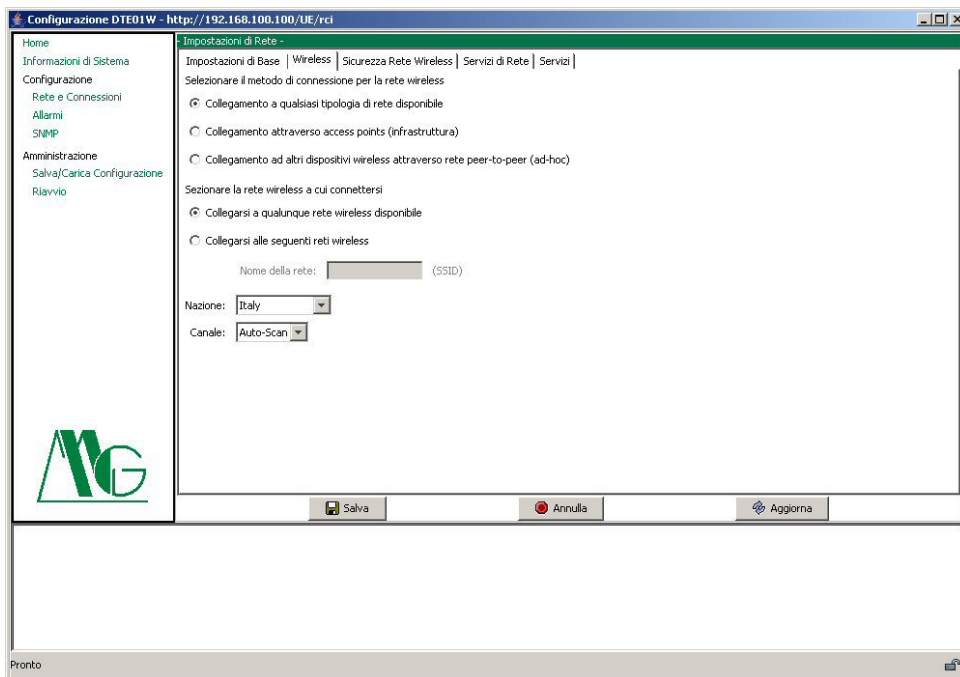 Configurazione DTE01W - http://192.168.100.100/UE/rci
Home
Informazioni di Sistema
Configurazione
Rete e Connessioni
Allarmi
SNMP
Amministrazione
Salva/Carica Configurazione
Riavvio
- Impostazioni di Rete -
Impostazioni di Base | Wireless | Sicurezza Rete Wireless | Servizi di Rete | Servizi
Selezionare il metodo di connessione per la rete wireless
Collegamento a qualsiasi tipologia di rete disponibile
Collegamento attraverso access points (infrastruttura)
Collegamento ad altri dispositivi wireless attraverso rete peer-to-peer (ad-hoc)
Sezionare la rete wireless a cui connettersi
Collegarsi a qualunque rete wireless disponibile
Collegarsi alle seguenti reti wireless
Nome della rete: (SSID)
Nazione: Italy
Canale: Auto-Scan
MG
Salva Annulla Aggiorna
Pronto